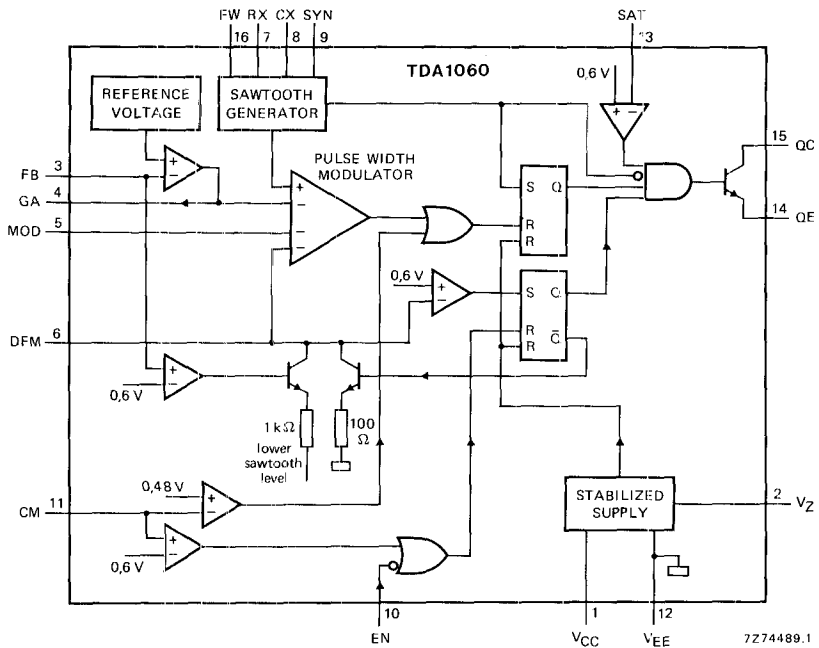 FW RX CX SYN
16 7 8 9
SAT
13
TDA1060
0,6 V
+ −
REFERENCE
VOLTAGE
SAWTOOTH
GENERATOR
15 QC
PULSE WIDTH
MODULATOR
3
FB
+
−
4
GA
+
−
S Q
5
MOD
−
R
R
14
QE
0,6 V
+
−
S Q
6
DFM
R Q
R
+
−
0,6 V
1 kΩ
100
Ω
lower
sawtooth
level
0,48 V
+
−
11
CM
STABILIZED
SUPPLY
2
VZ
+
−
0,6 V
10
1
12
EN
VCC
VEE
7Z74489.1